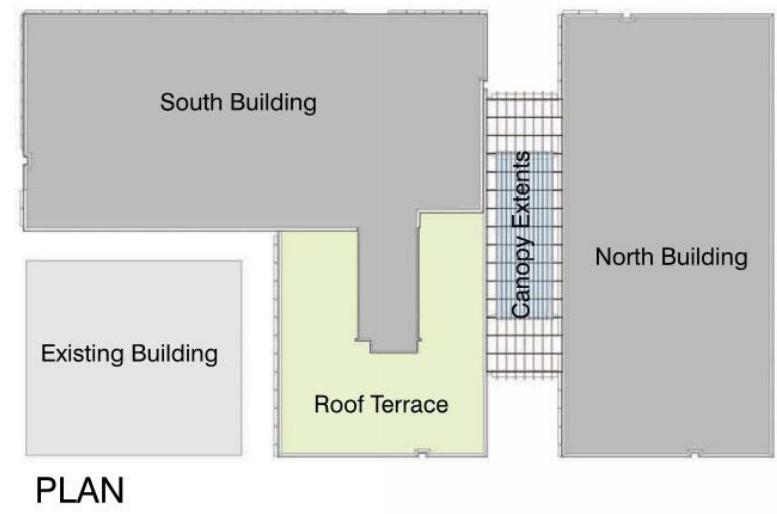 South Building
Canopy Extents
North Building
Existing Building
Roof Terrace
PLAN